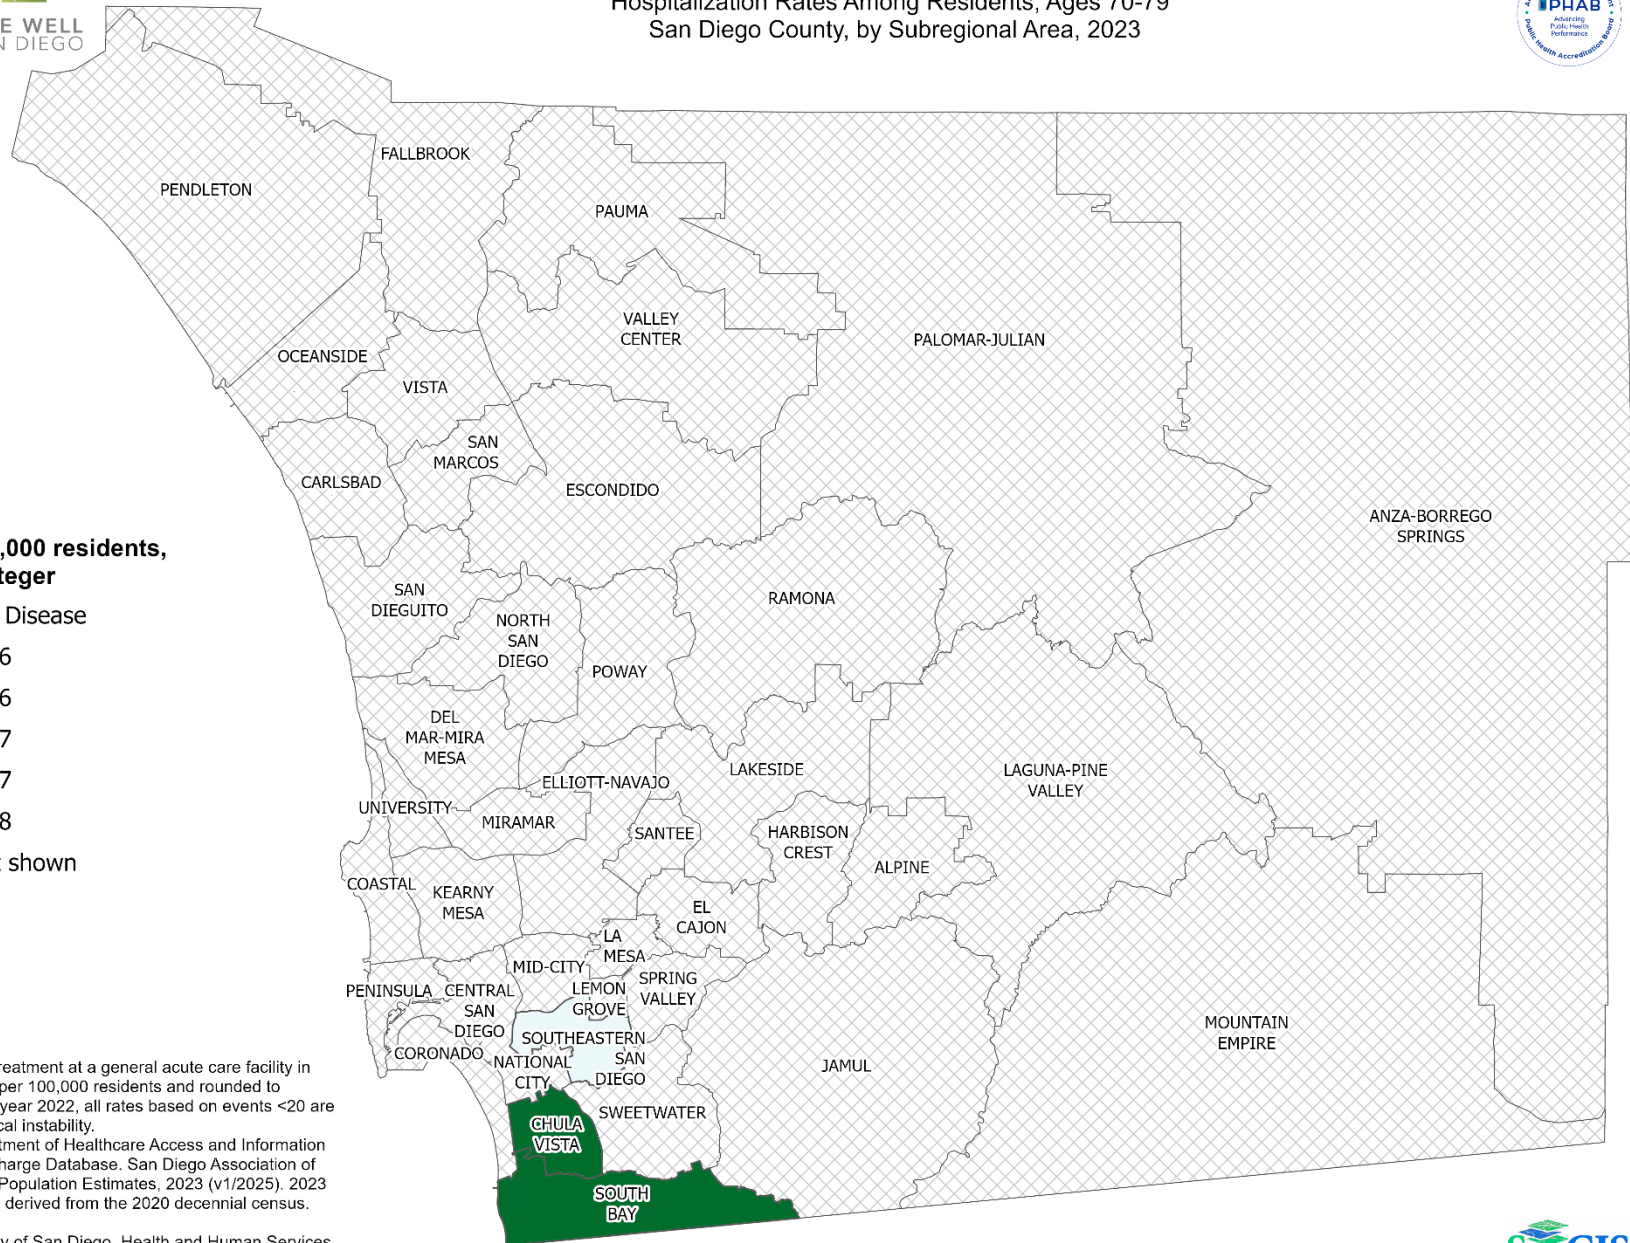 E WELL
N DIEGO
Hospitalization Rates Among Residents, Ages 70-79
San Diego County, by Subregional Area, 2023
PHAB
Advancing
Public Health
Performance
Public Health Accreditation Board
FALLBROOK
PENDLETON
PAUMA
VALLEY
CENTER
PALOMAR-JULIAN
OCEANSIDE
VISTA
SAN
MARCOS
CARLSBAD
ESCONDIDO
ANZA-BORREGO
SPRINGS
,000 residents,
teger
Disease
6
6
7
7
8
t shown
SAN
DIEGUITO
NORTH
SAN
DIEGO
RAMONA
POWAY
DEL
MAR-MIRA
MESA
ELLIOTT-NAVAJO
LAKESIDE
LAGUNA-PINE
VALLEY
UNIVERSITY
MIRAMAR
SANTEE
HARBISON
CREST
ALPINE
COASTAL
KEARNY
MESA
EL
CAJON
LA
MESA
MID-CITY
SPRING
VALLEY
PENINSULA
CENTRAL
SAN
DIEGO
LEMON
GROVE
SOUTHEASTERN
SAN
DIEGO
CORONADO
NATIONAL
CITY
JAMUL
MOUNTAIN
EMPIRE
SWEETWATER
CHULA
VISTA
SOUTH
BAY
reatment at a general acute care facility in
per 100,000 residents and rounded to
year 2022, all rates based on events <20 are
cal instability.
tment of Healthcare Access and Information
harge Database. San Diego Association of
Population Estimates, 2023 (v1/2025). 2023
derived from the 2020 decennial census.
y of San Diego, Health and Human Services